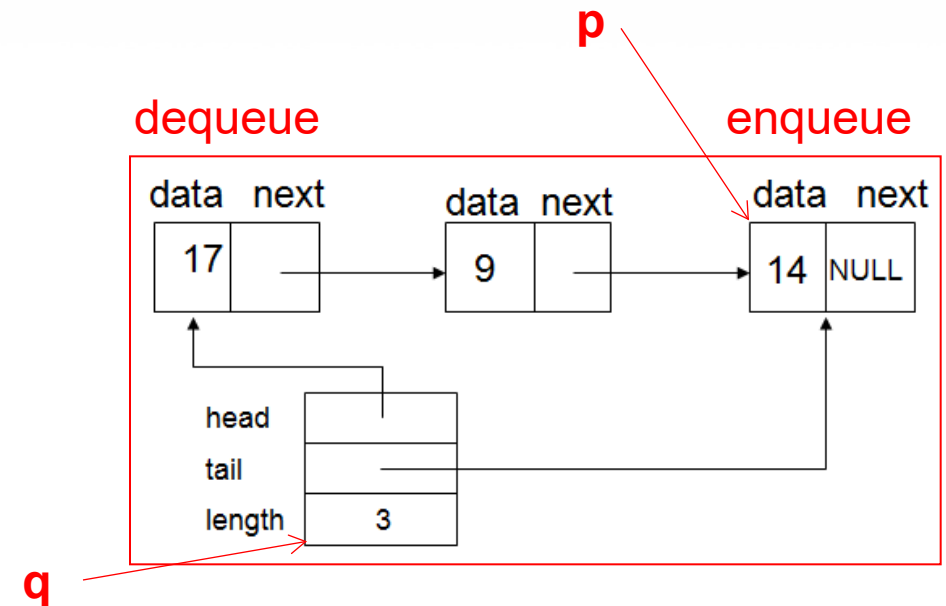 p
dequeue enqueue
data next data next data next
17 9 14 NULL
head
tail
length 3
q